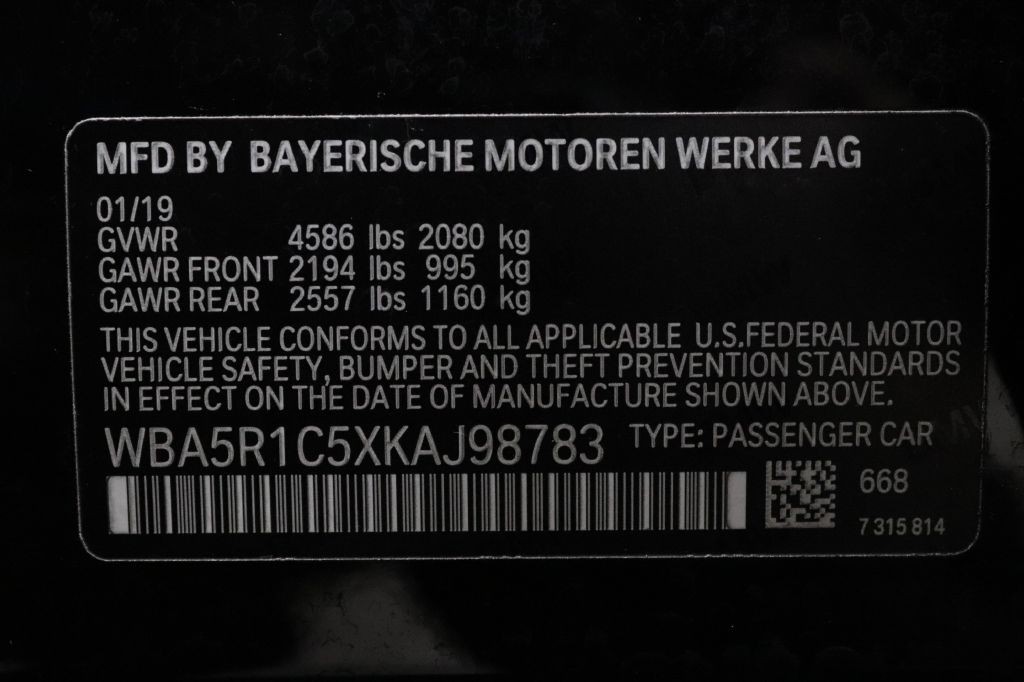 MFD BY BAYERISCHE MOTOREN WERKE AG
01/19
GVWR 4586 lbs 2080 kg
GAWR FRONT 2194 lbs 995 kg
GAWR REAR 2557 lbs 1160 kg
THIS VEHICLE CONFORMS TO ALL APPLICABLE U.S.FEDERAL MOTOR
VEHICLE SAFETY, BUMPER AND THEFT PREVENTION STANDARDS
IN EFFECT ON THE DATE OF MANUFACTURE SHOWN ABOVE.
WBA5R1C5XKAJ98783 TYPE: PASSENGER CAR
668
7 315 814